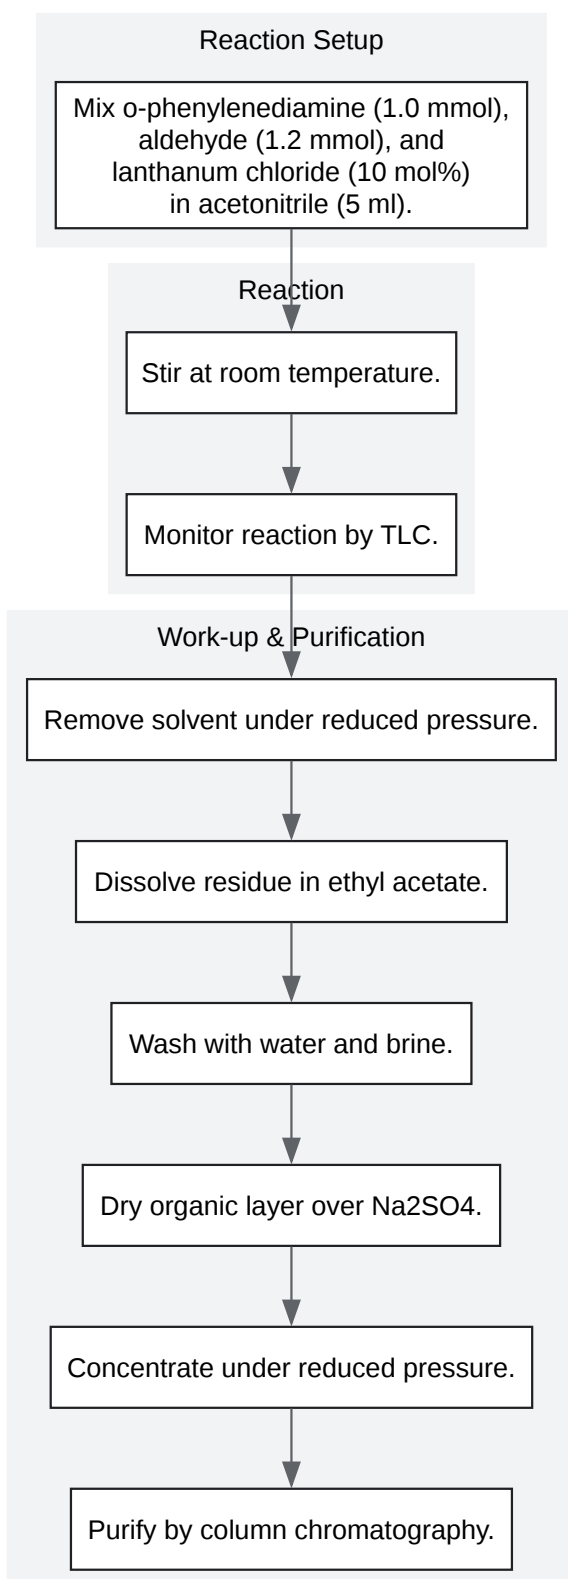 Reaction Setup
Mix o-phenylenediamine (1.0 mmol),
aldehyde (1.2 mmol), and
lanthanum chloride (10 mol%)
in acetonitrile (5 ml).
Reaction
Stir at room temperature.
Monitor reaction by TLC.
Work-up & Purification
Remove solvent under reduced pressure.
Dissolve residue in ethyl acetate.
Wash with water and brine.
Dry organic layer over Na2SO4.
Concentrate under reduced pressure.
Purify by column chromatography.